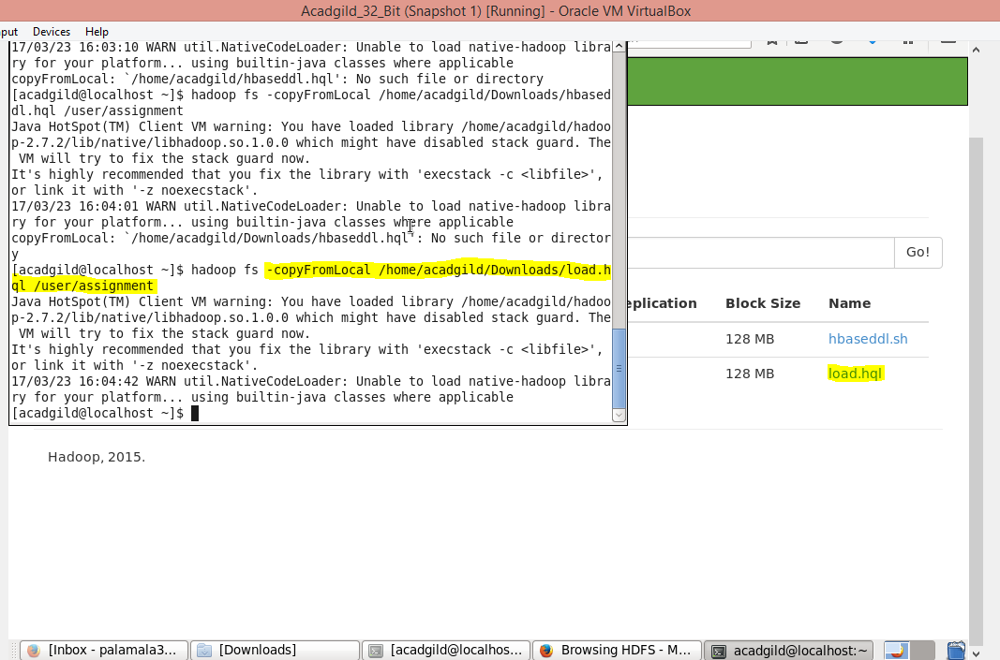 Acadgild_32_Bit (Snapshot 1) [Running] - Oracle VM VirtualBox
put Devices Help
17/03/23 16:03:10 WARN util.NativeCodeLoader: Unable to load native-hadoop libra
ry for your platform... using builtin-java classes where applicable
copyFromLocal: `/home/acadgild/hbaseddl.hql': No such file or directory
[acadgild@localhost ~]$ hadoop fs -copyFromLocal /home/acadgild/Downloads/hbased
dl.hql /user/assignment
Java HotSpot(TM) Client VM warning: You have loaded library /home/acadgild/hadoo
p-2.7.2/lib/native/libhadoop.so.1.0.0 which might have disabled stack guard. The
 VM will try to fix the stack guard now.
It's highly recommended that you fix the library with 'execstack -c <libfile>',
or link it with '-z noexecstack'.
17/03/23 16:04:01 WARN util.NativeCodeLoader: Unable to load native-hadoop libra
ry for your platform... using builtin-java classes where applicable
copyFromLocal: `/home/acadgild/Downloads/hbaseddl.hql': No such file or director
y
[acadgild@localhost ~]$ hadoop fs -copyFromLocal /home/acadgild/Downloads/load.h
ql /user/assignment
Java HotSpot(TM) Client VM warning: You have loaded library /home/acadgild/hadoo
p-2.7.2/lib/native/libhadoop.so.1.0.0 which might have disabled stack guard. The
 VM will try to fix the stack guard now.
It's highly recommended that you fix the library with 'execstack -c <libfile>',
or link it with '-z noexecstack'.
17/03/23 16:04:42 WARN util.NativeCodeLoader: Unable to load native-hadoop libra
ry for your platform... using builtin-java classes where applicable
[acadgild@localhost ~]$
Go!
eplication Block Size Name
128 MB hbaseddl.sh
128 MB load.hql
Hadoop, 2015.
[Inbox - palamala3... [Downloads] [acadgild@localhos... Browsing HDFS - M... acadgild@localhost:~